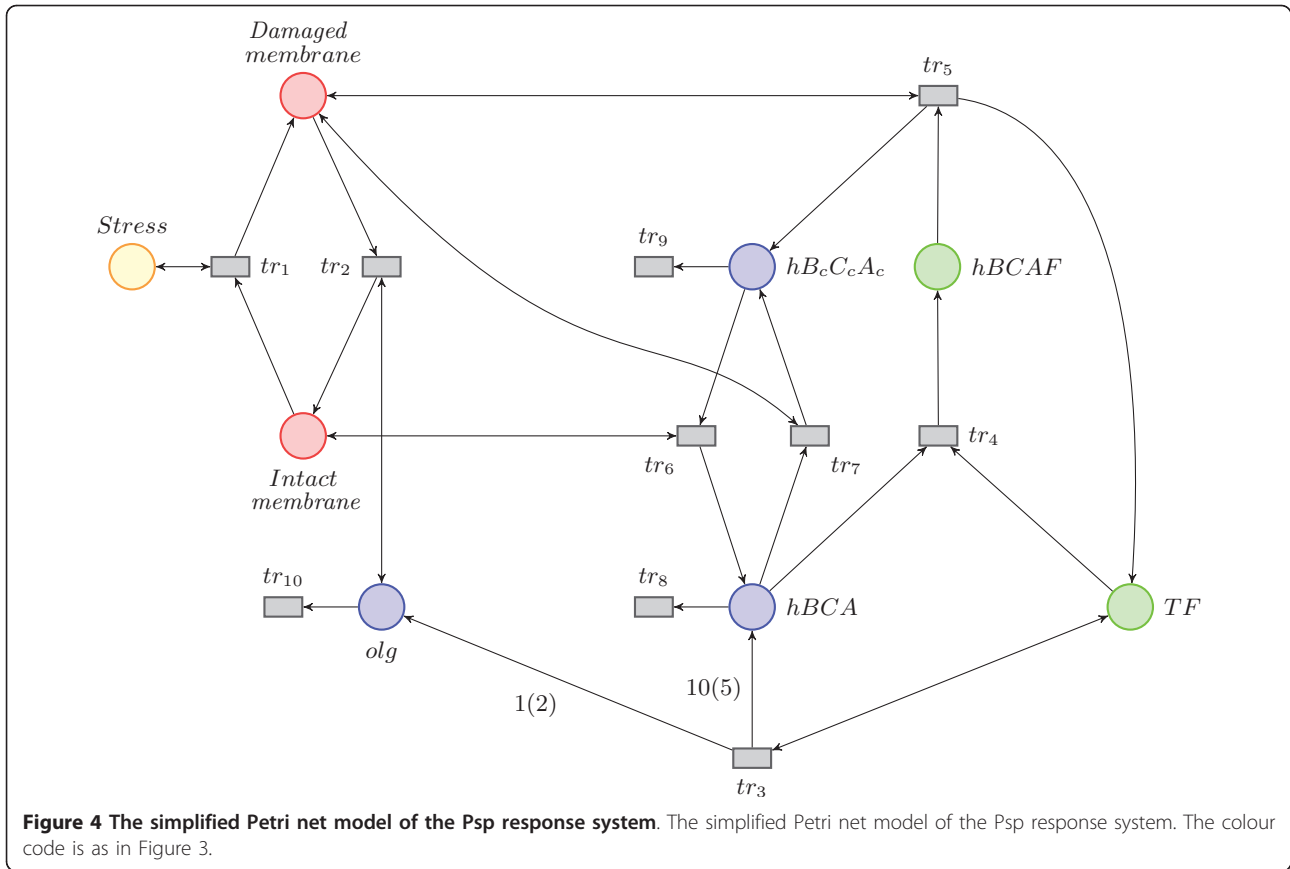 Damaged
membrane
tr₅
Stress
tr₁
tr₂
tr₉
hB_cC_cA_c
hBCAF
Intact
membrane
tr₆
tr₇
tr₄
tr₁₀
olg
tr₈
hBCA
TF
1(2)
10(5)
tr₃
Figure 4 The simplified Petri net model of the Psp response system. The simplified Petri net model of the Psp response system. The colour
code is as in Figure 3.